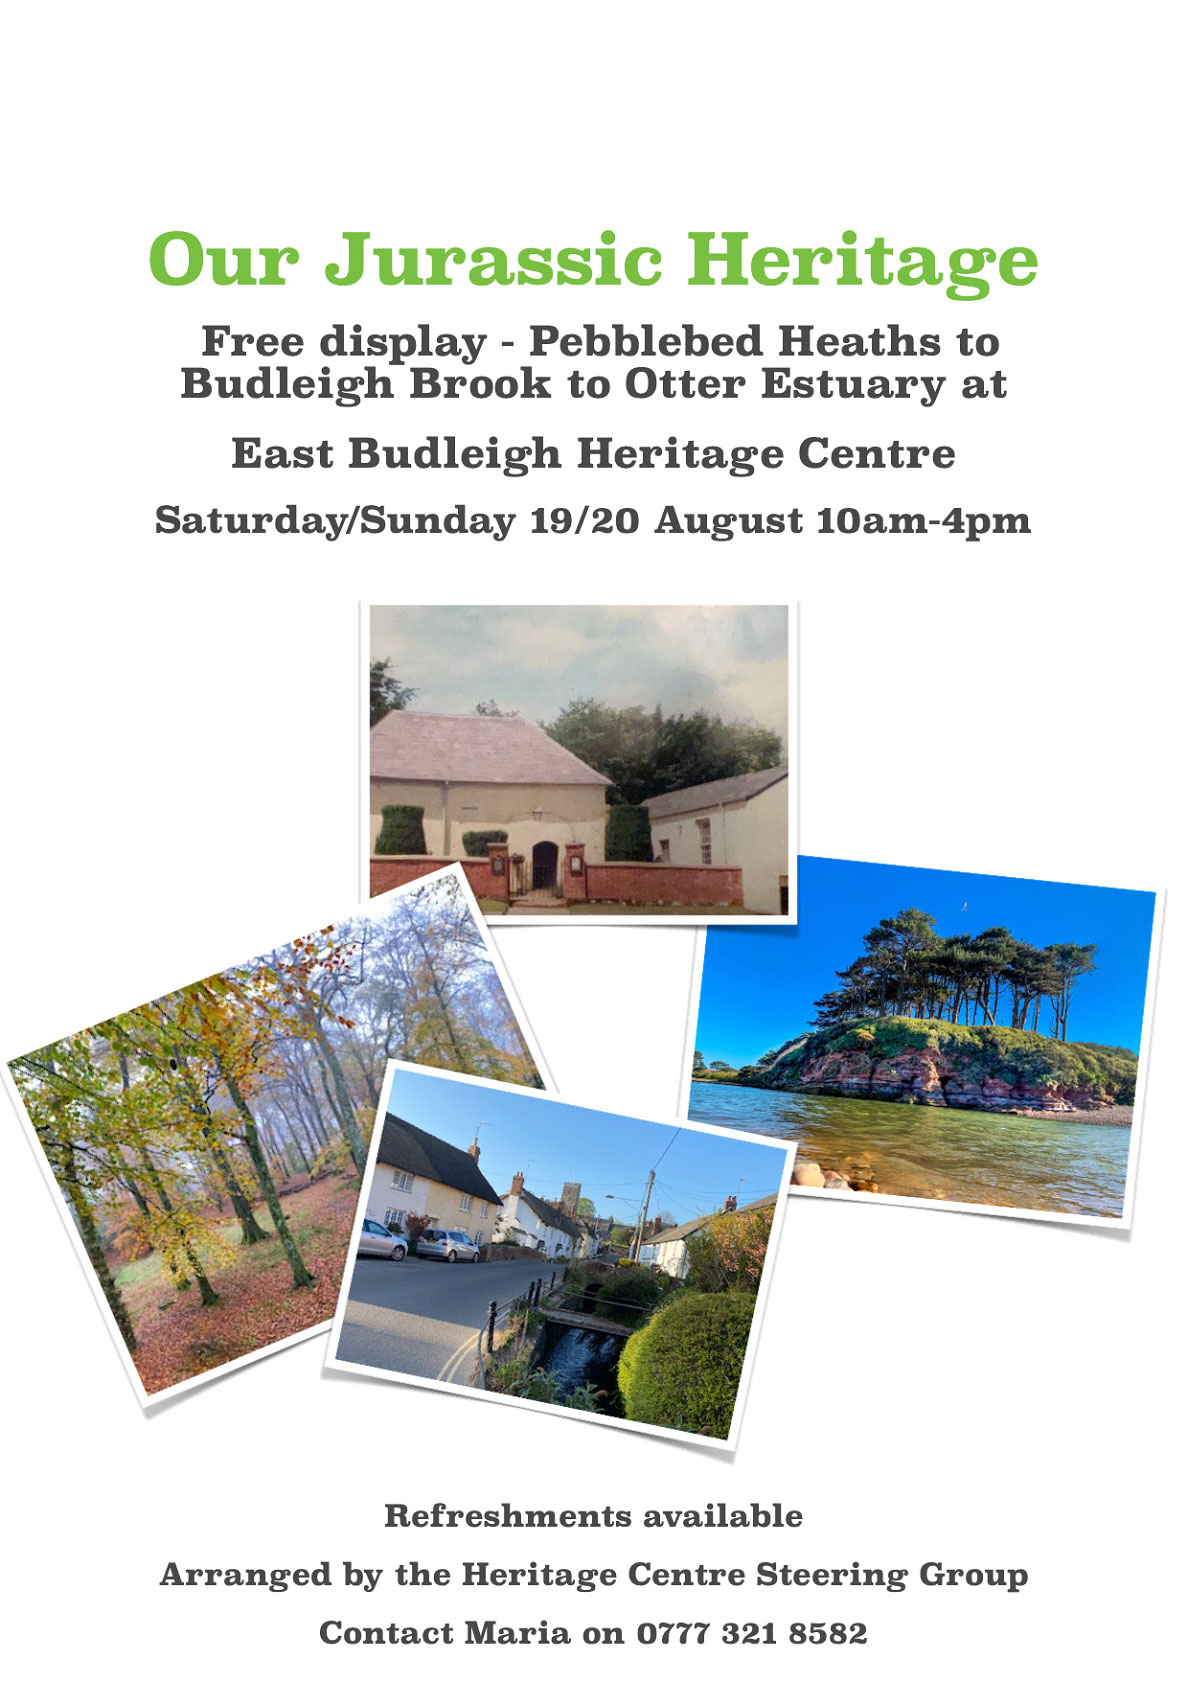 Our Jurassic Heritage
Free display - Pebblebed Heaths to
Budleigh Brook to Otter Estuary at
East Budleigh Heritage Centre
Saturday/Sunday 19/20 August 10am-4pm
Refreshments available
Arranged by the Heritage Centre Steering Group
Contact Maria on 0777 321 8582